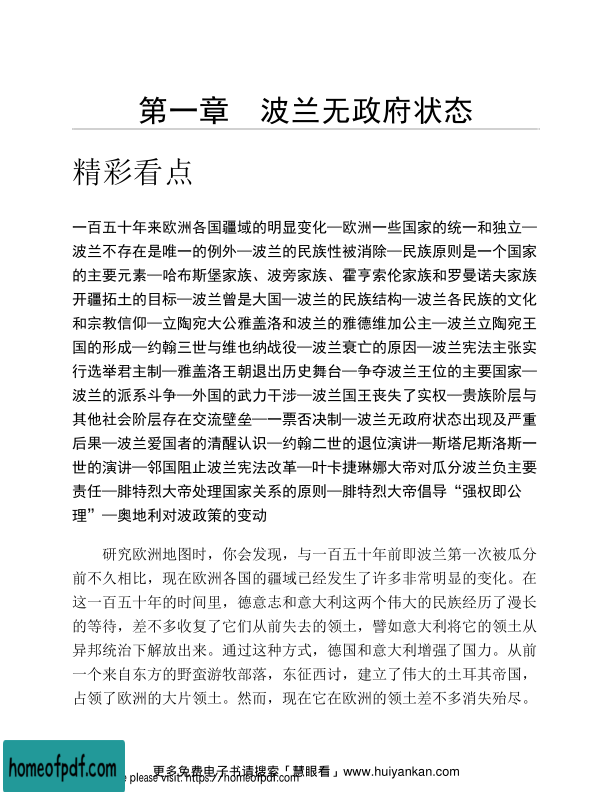 第一章　波兰无政府状态
精彩看点
一百五十年来欧洲各国疆域的明显变化—欧洲一些国家的统一和独立—
波兰不存在是唯一的例外—波兰的民族性被消除—民族原则是一个国家
的主要元素—哈布斯堡家族、波旁家族、霍亨索伦家族和罗曼诺夫家族
开疆拓土的目标—波兰曾是大国—波兰的民族结构—波兰各民族的文化
和宗教信仰—立陶宛大公雅盖洛和波兰的雅德维加公主—波兰立陶宛王
国的形成—约翰三世与维也纳战役—波兰衰亡的原因—波兰宪法主张实
行选举君主制—雅盖洛王朝退出历史舞台—争夺波兰王位的主要国家—
波兰的派系斗争—外国的武力干涉—波兰国王丧失了实权—贵族阶层与
其他社会阶层存在交流壁垒—一票否决制—波兰无政府状态出现及严重
后果—波兰爱国者的清醒认识—约翰二世的退位演讲—斯塔尼斯洛斯一
世的演讲—邻国阻止波兰宪法改革—叶卡捷琳娜大帝对瓜分波兰负主要
责任—腓特烈大帝处理国家关系的原则—腓特烈大帝倡导“强权即公
理”—奥地利对波政策的变动
研究欧洲地图时，你会发现，与一百五十年前即波兰第一次被瓜分
前不久相比，现在欧洲各国的疆域已经发生了许多非常明显的变化。在
这一百五十年的时间里，德意志和意大利这两个伟大的民族经历了漫长
的等待，差不多收复了它们从前失去的领土，譬如意大利将它的领土从
异邦统治下解放出来。通过这种方式，德国和意大利增强了国力。从前
一个来自东方的野蛮游牧部落，东征西讨，建立了伟大的土耳其帝国，
占领了欧洲的大片领土。然而，现在它在欧洲的领土差不多消失殆尽。
更多免费电子书请搜索「慧眼看」www.huiyankan.com
homeofpdf.com
please visit: https://homeofpdf.com